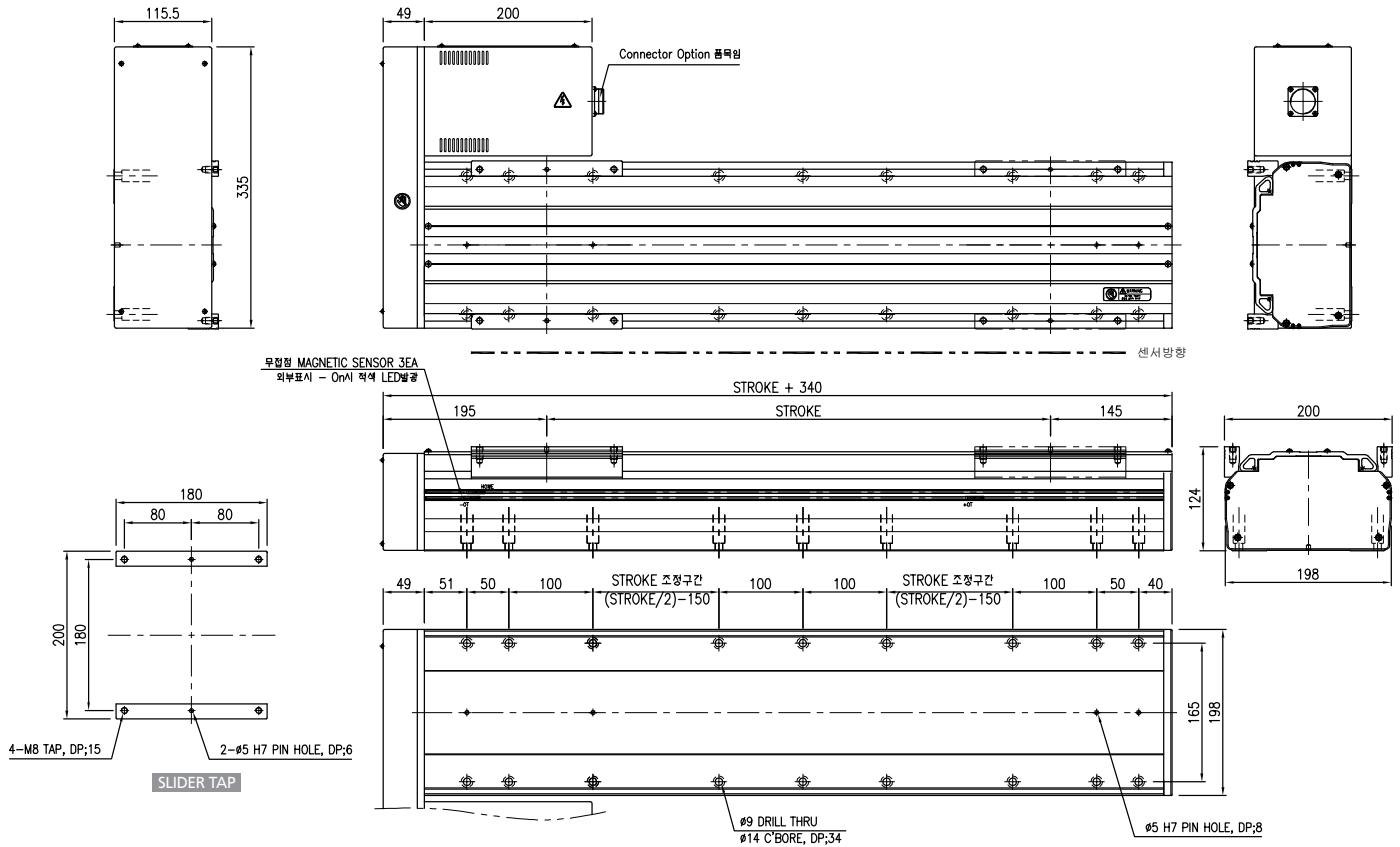 115.5
49
200
Connector Option 품목임
335
센서방향
무접점 MAGNETIC SENSOR 3EA
외부표시 - On시 적색 LED발광
STROKE + 340
195
STROKE
145
200
HOME
-OT
+OT
124
198
180
80
80
200
180
4-M8 TAP, DP;15
2-ø5 H7 PIN HOLE, DP;6
SLIDER TAP
49
51
50
100
STROKE 조정구간
(STROKE/2)-150
100
100
STROKE 조정구간
(STROKE/2)-150
100
50
40
165
198
ø9 DRILL THRU
ø14 C'BORE, DP;34
ø5 H7 PIN HOLE, DP;8